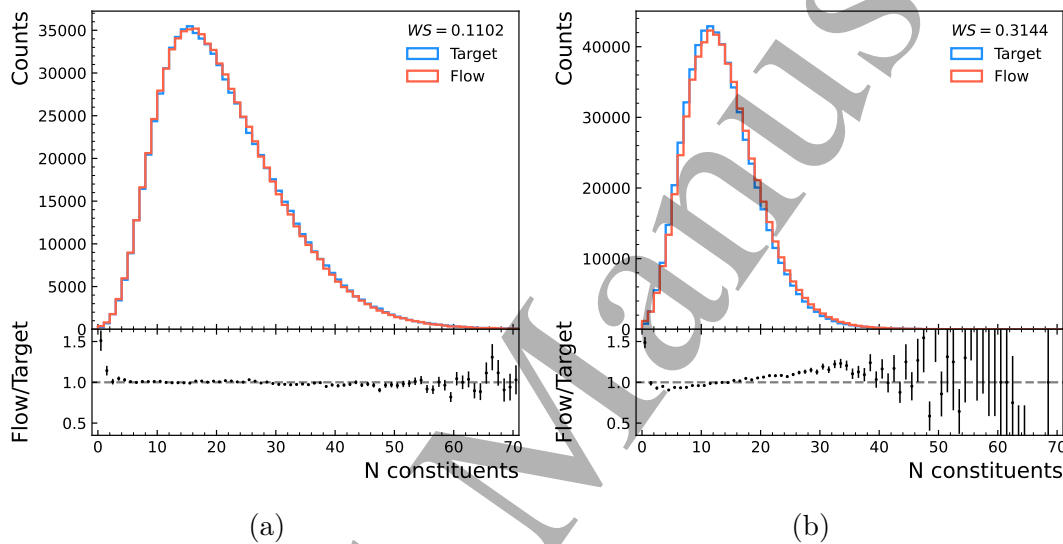 35000
30000
25000
20000
15000
10000
5000
0
Counts
WS = 0.1102
Target
Flow
1.5
1.0
0.5
Flow/Target
0 10 20 30 40 50 60 70
N constituents
(a)
40000
30000
20000
10000
0
Counts
WS = 0.3144
Target
Flow
1.5
1.0
0.5
Flow/Target
0 10 20 30 40 50 60 70
N constituents
(b)
Manus